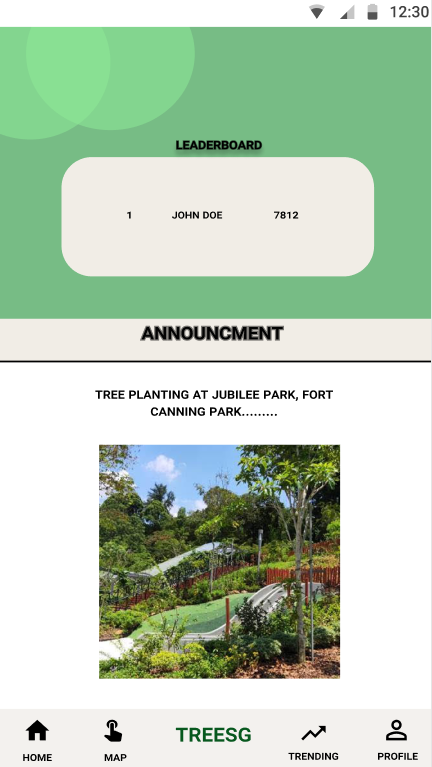 12:30
LEADERBOARD
1 JOHN DOE 7812
ANNOUNCMENT
TREE PLANTING AT JUBILEE PARK, FORT
CANNING PARK.........
HOME MAP TREESG TRENDING PROFILE